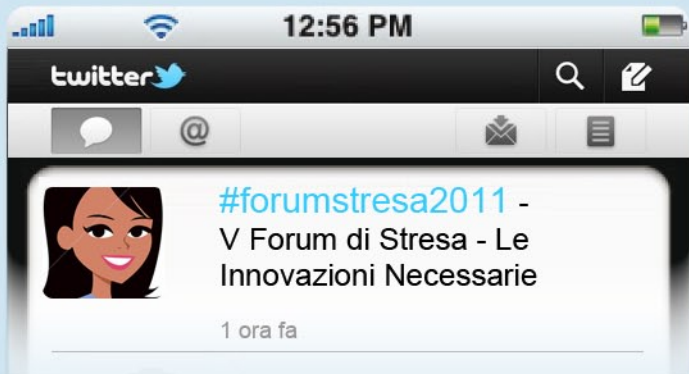 12:56 PM
twitter
@
#forumstresa2011 -
V Forum di Stresa - Le
Innovazioni Necessarie
1 ora fa